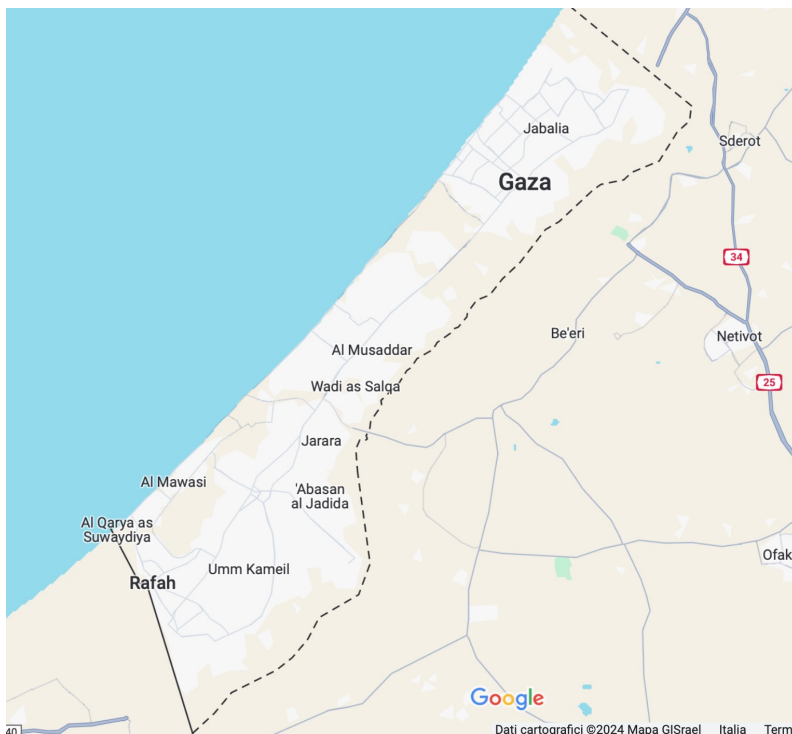 Jabalia
Sderot
Gaza
34
Be'eri
Netivot
Al Musaddar
25
Wadi as Salqa
Jarara
Al Mawasi
'Abasan
al Jadida
Al Qarya as
Suwaydiya
Ofak
Umm Kameil
Rafah
Google
40
Dati cartografici ©2024 Mapa GISrael Italia Term